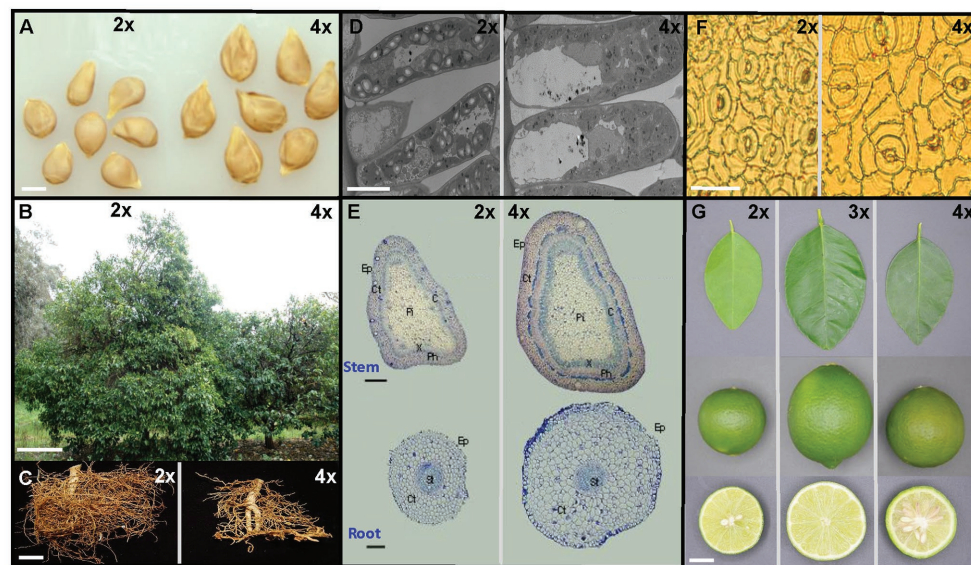 A 2x 4x
B 2x 4x
C 2x 4x
D 2x 4x
E 2x 4x
Ep
Ct
C
Pi
X
Ph
Stem
Ep
Ct
C
Pi
X
Ph
Ep
St
Ct
Root
Ep
St
Ct
F 2x 4x
G 2x 3x 4x